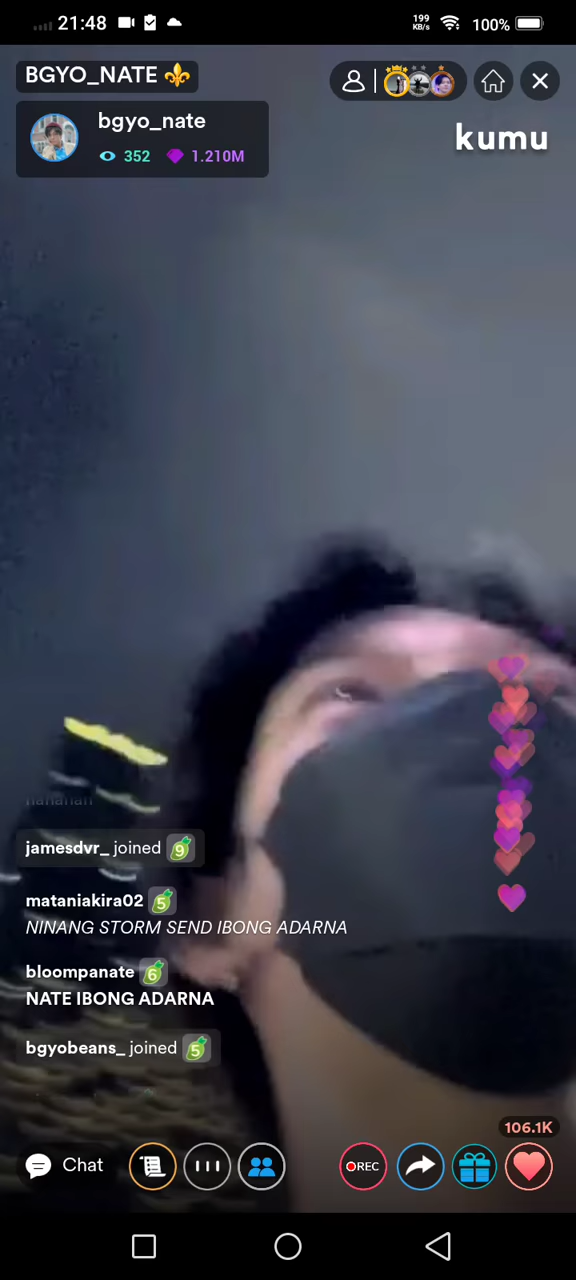 21:48
199
KB/s
100%
BGYO_NATE
bgyo_nate
352
1.210M
kumu
hahahah
jamesdvr_ joined 9
mataniakira02 5
NINANG STORM SEND IBONG ADARNA
bloompanate 6
NATE IBONG ADARNA
bgyobeans_ joined 5
106.1K
Chat
REC